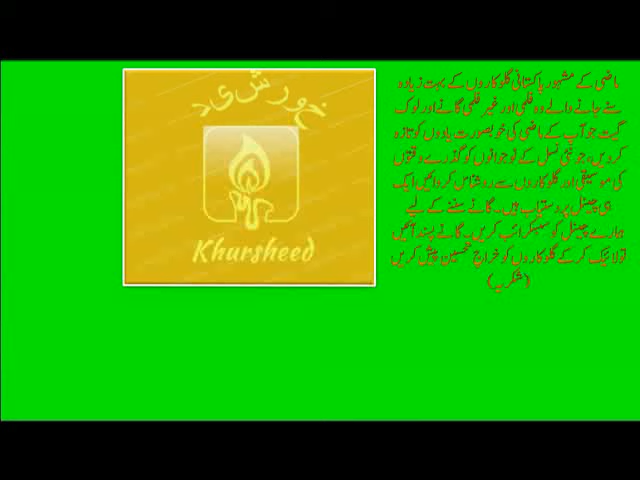 خورشید
Khursheed
ماضی کے مشہور پاکستانی گلوکاروں کے بہت زیادہ
سنے جانے والے وہ فلمی اور غیر فلمی گانے اور لوک
گیت جو آپ کے ماضی کی خوبصورت یادوں کو تازہ
کردیں، جو نئی نسل کے نوجوانوں کو گذرے وقتوں
کی موسیقی اور گلوکاروں سے روشناس کروائیں ایک
ہی چینل پر دستیاب ہیں۔ گانے سننے کے لیے
ہمارے چینل کو سبسکرائب کریں۔ گانے پسند آئیں
تو لائیک کر کے گلوکاروں کو خراج تحسین پیش کریں
(شکریہ)